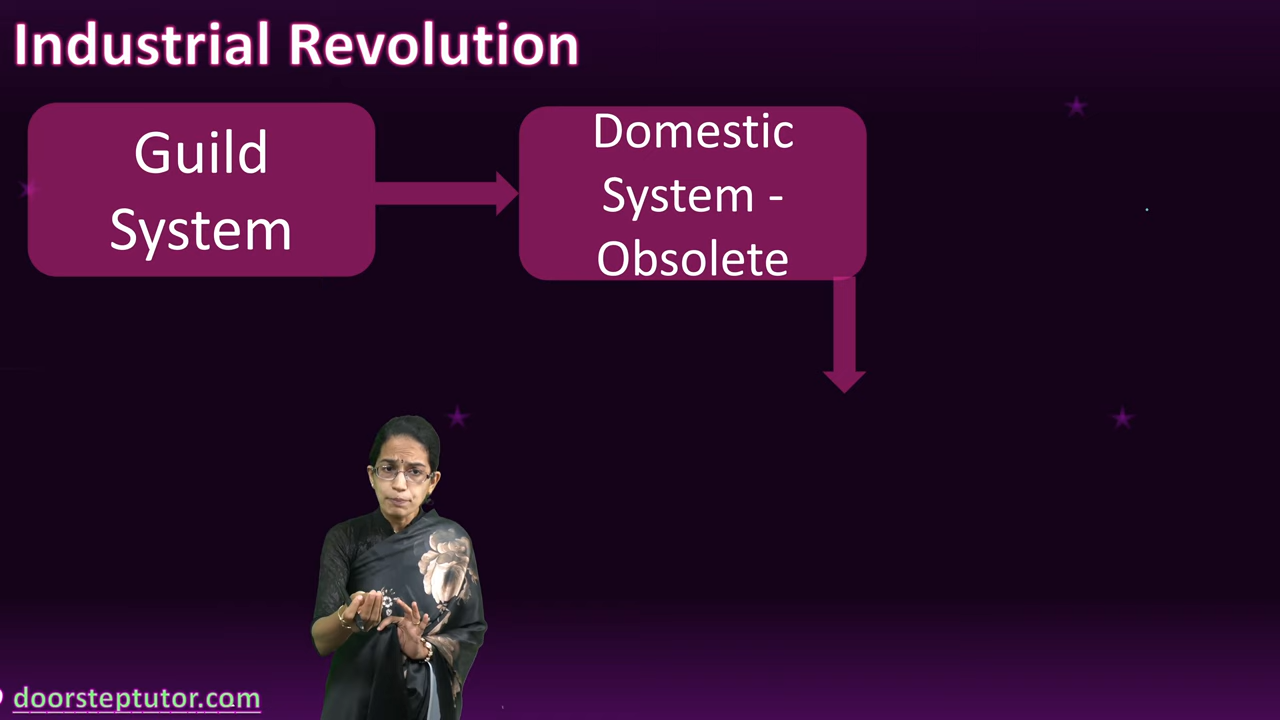 Industrial Revolution
Guild
System
Domestic
System -
Obsolete
doorsteptutor.com